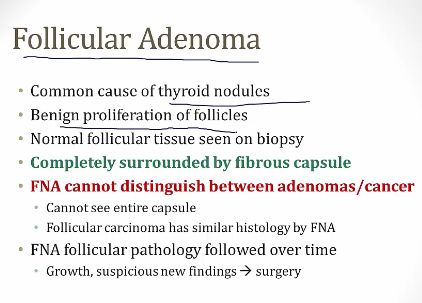 Follicular Adenoma
• Common cause of thyroid nodules
• Benign proliferation of follicles
• Normal follicular tissue seen on biopsy
• Completely surrounded by fibrous capsule
• FNA cannot distinguish between adenomas/cancer
• Cannot see entire capsule
• Follicular carcinoma has similar histology by FNA
• FNA follicular pathology followed over time
• Growth, suspicious new findings → surgery